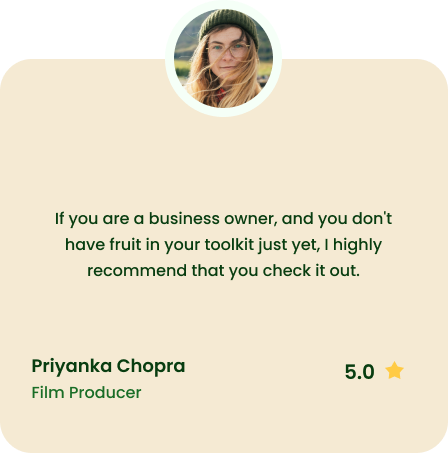 If you are a business owner, and you don't
have fruit in your toolkit just yet, I highly
recommend that you check it out.
Priyanka Chopra
5.0
Film Producer